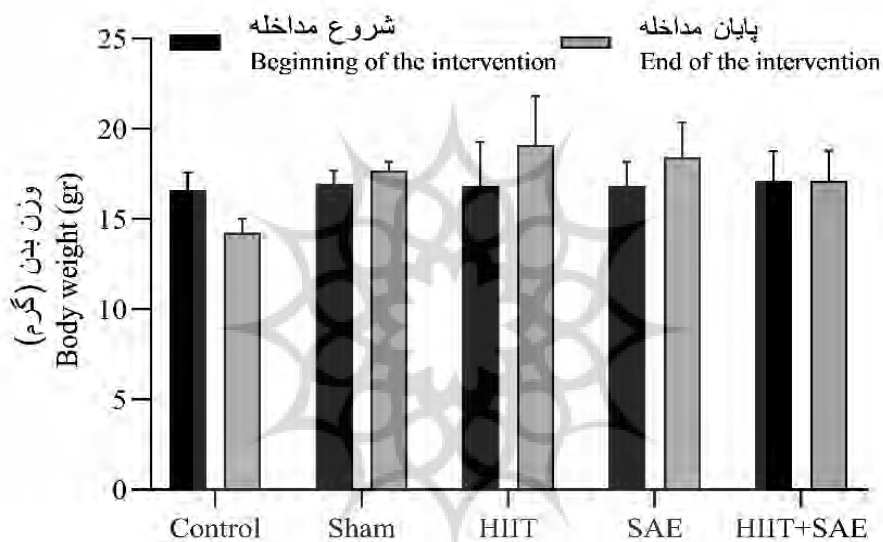 شروع مداخله
Beginning of the intervention
پایان مداخله
End of the intervention
وزن بدن (گرم)
Body weight (gr)
25
20
15
10
5
0
Control Sham HIIT SAE HIIT+SAE